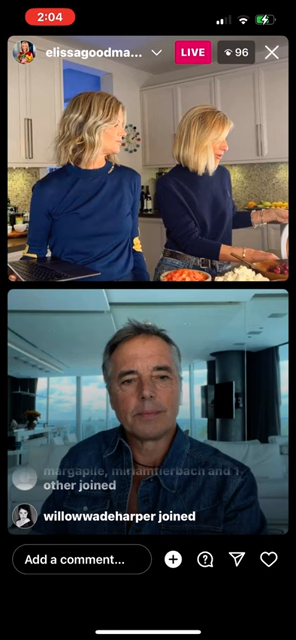 2:04
elissagoodma...
LIVE
96
margapile, miriamtierbach and 1
other joined
willowwadeharper joined
Add a comment...